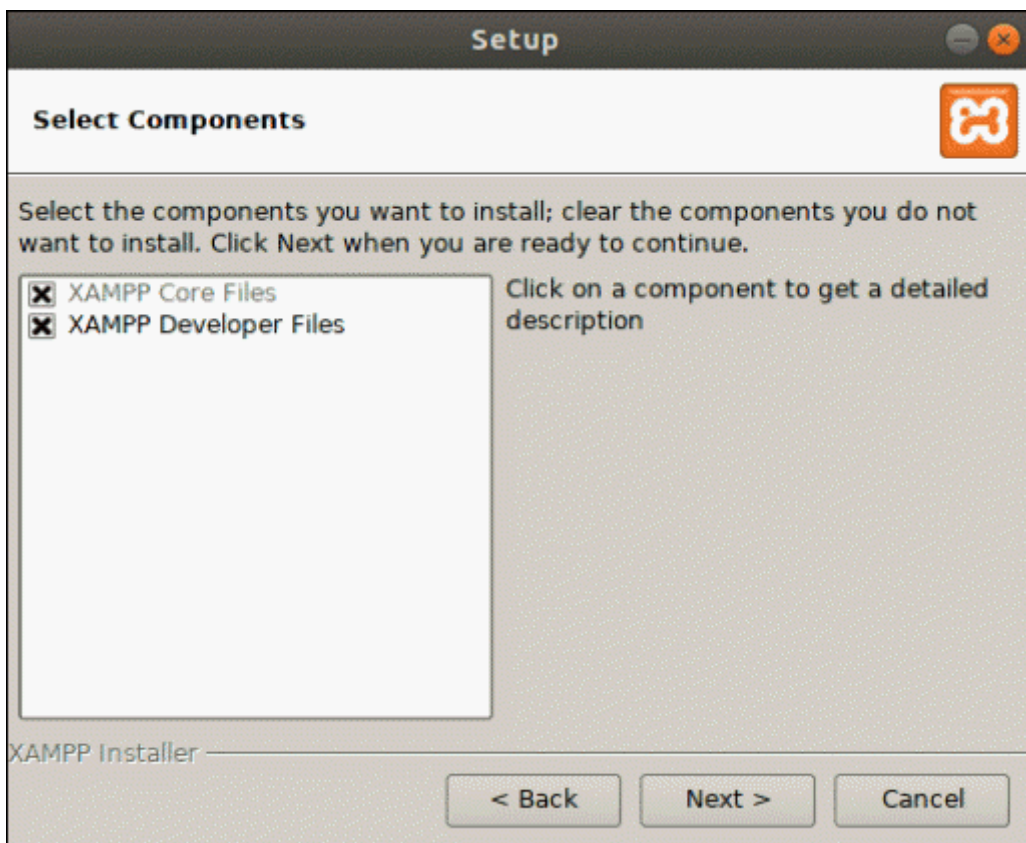 Setup
Select Components
Select the components you want to install; clear the components you do not
want to install. Click Next when you are ready to continue.
XAMPP Core Files
XAMPP Developer Files
Click on a component to get a detailed
description
XAMPP Installer
< Back
Next >
Cancel